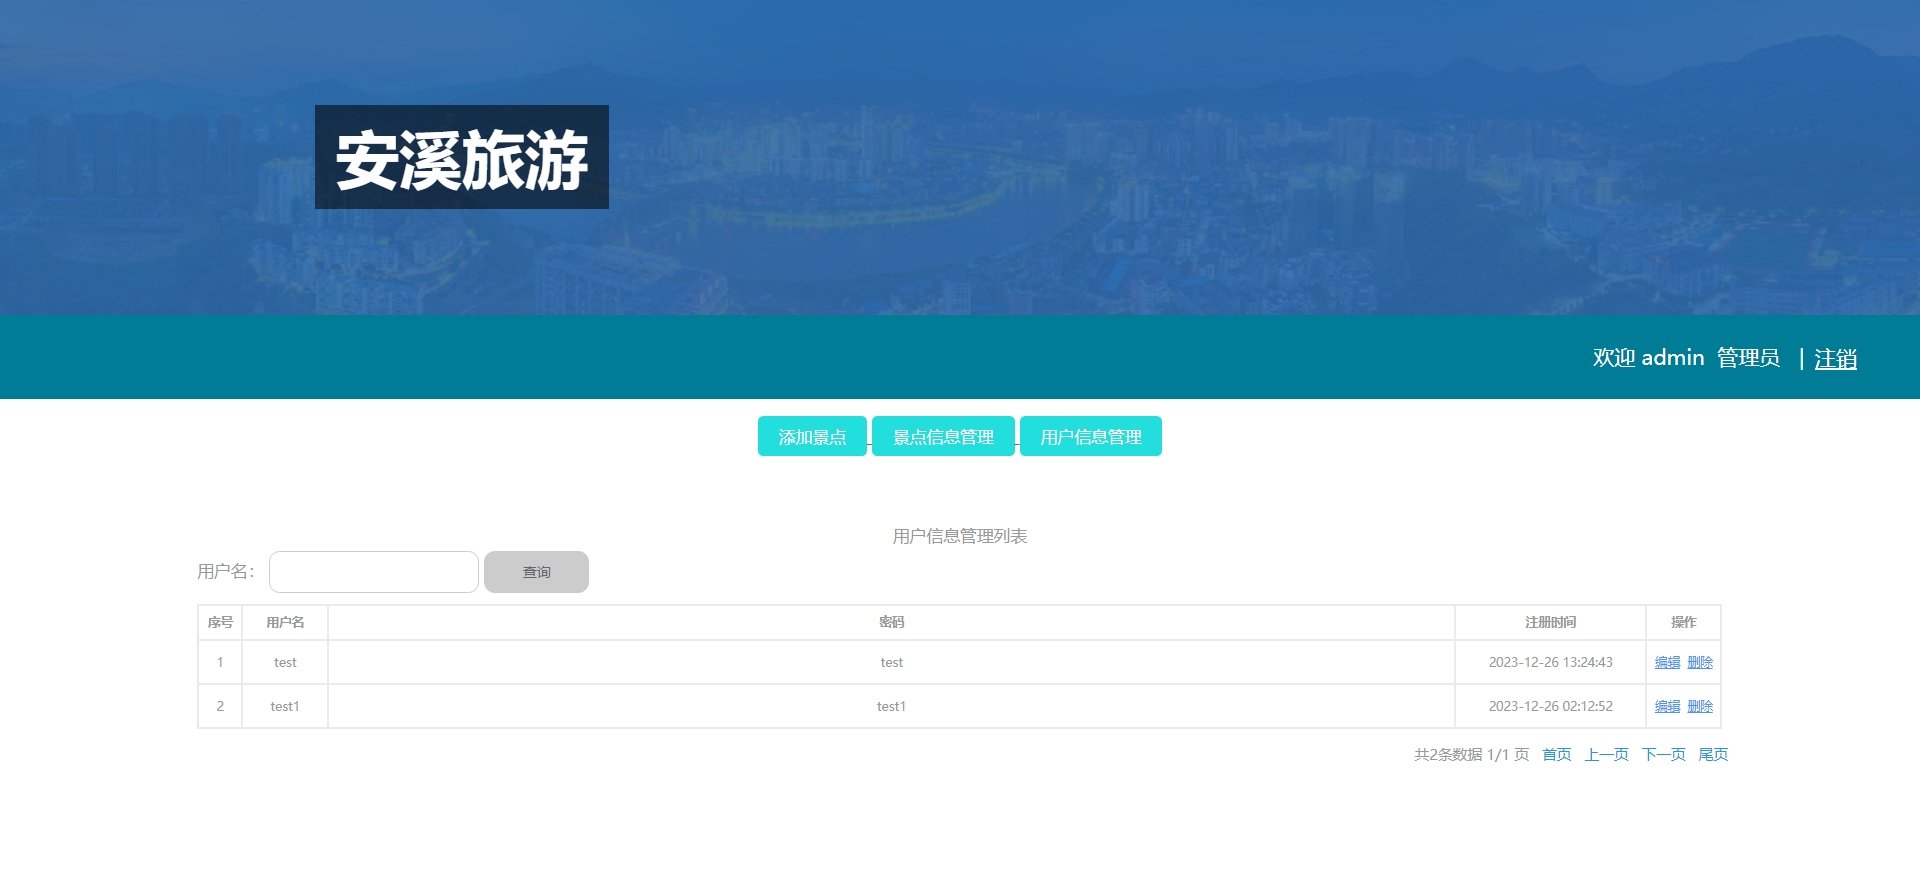 安溪旅游
欢迎 admin 管理员 | 注销
添加景点 景点信息管理 用户信息管理
用户信息管理列表
用户名： 查询
序号 用户名 密码 注册时间 操作
1 test test 2023-12-26 13:24:43 编辑 删除
2 test1 test1 2023-12-26 02:12:52 编辑 删除
共2条数据 1/1 页 首页 上一页 下一页 尾页